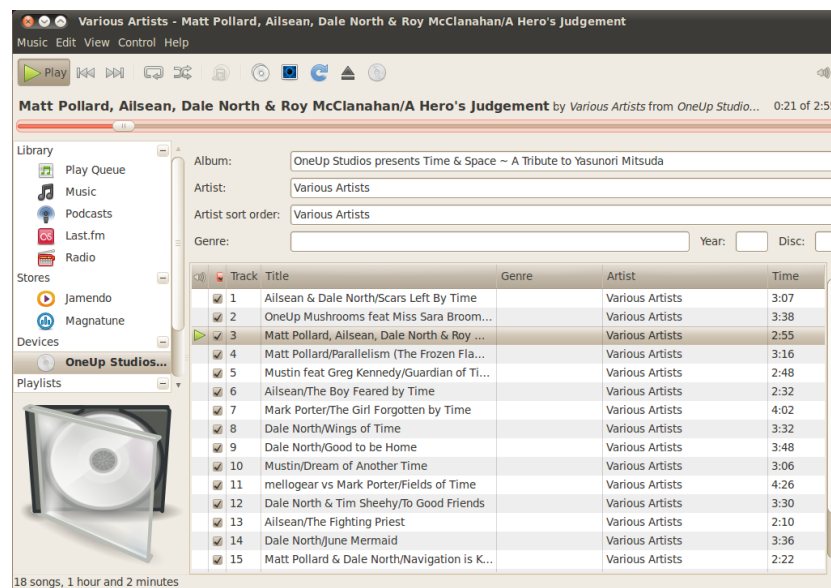 Various Artists - Matt Pollard, Ailsean, Dale North & Roy McClanahan/A Hero's Judgement
Music Edit View Control Help
Play
Matt Pollard, Ailsean, Dale North & Roy McClanahan/A Hero's Judgement by Various Artists from OneUp Studio... 0:21 of 2:55
Library
Play Queue
Music
Podcasts
Last.fm
Radio
Stores
Jamendo
Magnatune
Devices
OneUp Studios...
Playlists
Album: OneUp Studios presents Time & Space ~ A Tribute to Yasunori Mitsuda
Artist: Various Artists
Artist sort order: Various Artists
Genre: Year: Disc:
Track Title Genre Artist Time
1 Ailsean & Dale North/Scars Left By Time Various Artists 3:07
2 OneUp Mushrooms feat Miss Sara Broom... Various Artists 3:38
3 Matt Pollard, Ailsean, Dale North & Roy ... Various Artists 2:55
4 Matt Pollard/Parallelism (The Frozen Fla... Various Artists 3:16
5 Mustin feat Greg Kennedy/Guardian of Ti... Various Artists 2:48
6 Ailsean/The Boy Feared by Time Various Artists 2:32
7 Mark Porter/The Girl Forgotten by Time Various Artists 4:02
8 Dale North/Wings of Time Various Artists 3:32
9 Dale North/Good to be Home Various Artists 3:48
10 Mustin/Dream of Another Time Various Artists 3:06
11 mellogear vs Mark Porter/Fields of Time Various Artists 4:26
12 Dale North & Tim Sheehy/To Good Friends Various Artists 3:30
13 Ailsean/The Fighting Priest Various Artists 2:10
14 Dale North/June Mermaid Various Artists 3:36
15 Matt Pollard & Dale North/Navigation is K... Various Artists 2:22
18 songs, 1 hour and 2 minutes